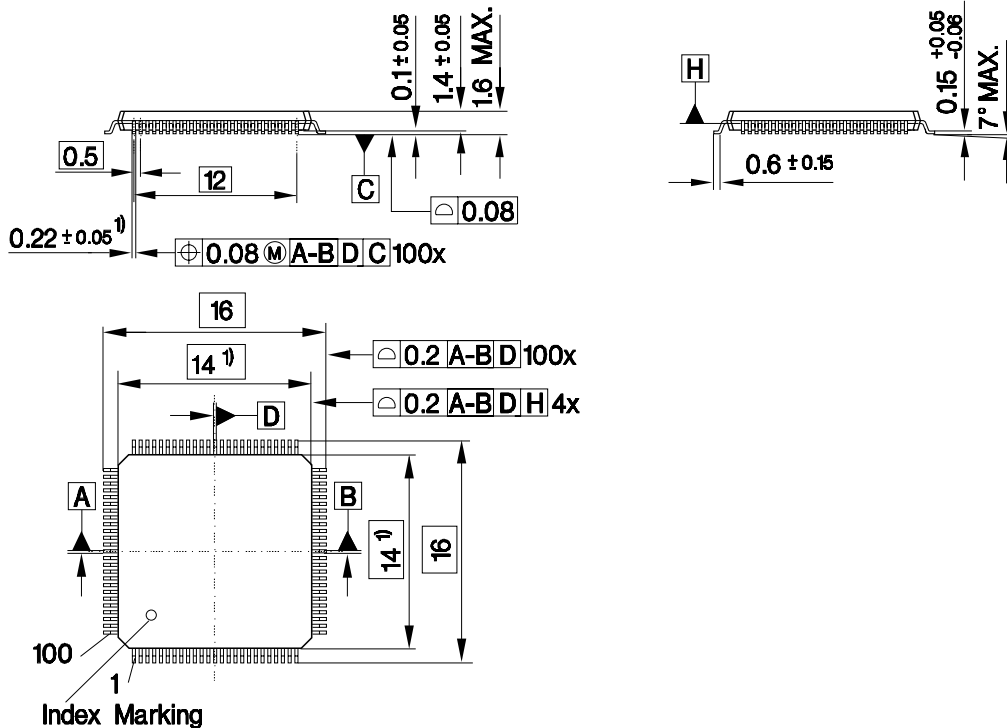 0.1 ± 0.05
1.4 ± 0.05
1.6 MAX.
H
0.15 +0.05 -0.06
7° MAX.
0.5
12
C
0.6 ± 0.15
⌓ 0.08
0.22 ± 0.05 1)
⌖ 0.08 Ⓜ A-B D C 100x
16
14 1)
⌓ 0.2 A-B D 100x
⌓ 0.2 A-B D H 4x
D
A
B
14 1)
16
100
1
Index Marking